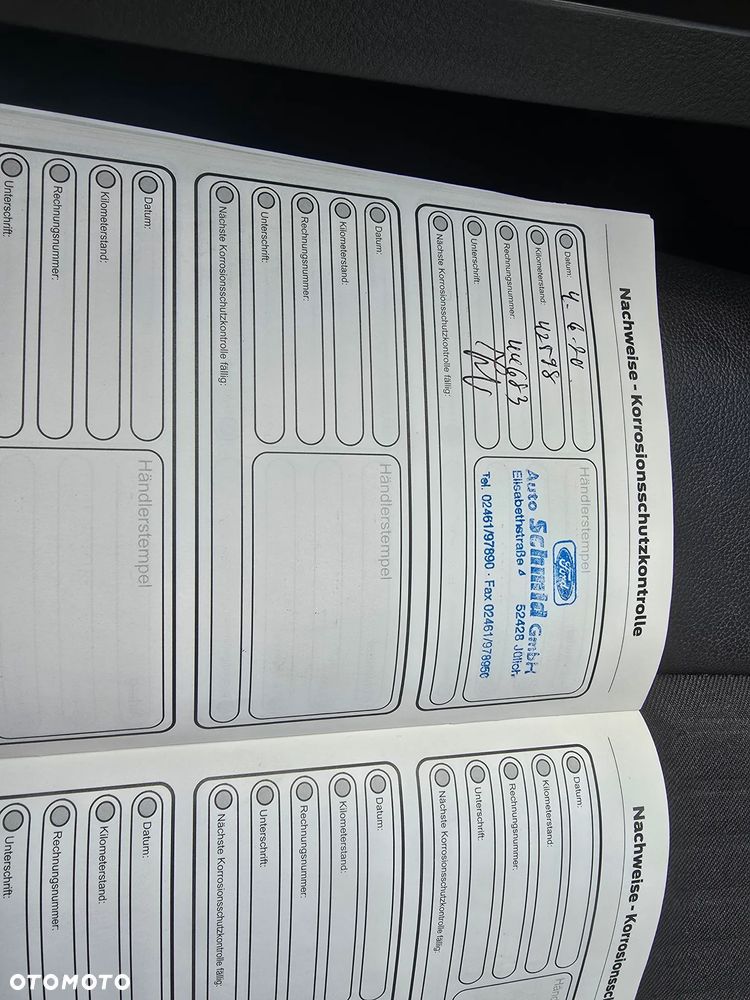 Nachweise - Korrosionsschutzkontrolle
Datum: 4.6.20
Kilometerstand: 42598
Rechnungsnummer: 44683
Unterschrift:
Nächste Korrosionsschutzkontrolle fällig:
Händlerstempel
Ford
Auto Schmid GmbH
Elisabethstraße 4 52428 Jülich
Tel. 02461/97890 · Fax 02461/978950
Datum:
Kilometerstand:
Rechnungsnummer:
Unterschrift:
Nächste Korrosionsschutzkontrolle fällig:
Händlerstempel
Datum:
Kilometerstand:
Rechnungsnummer:
Unterschrift:
Händlerstempel
Nachweise - Korrosionssch
Datum:
Kilometerstand:
Rechnungsnummer:
Unterschrift:
Nächste Korrosionsschutzkontrolle fällig:
Datum:
Kilometerstand:
Rechnungsnummer:
Unterschrift:
Nächste Korrosionsschutzkontrolle fällig:
Datum:
Kilometerstand:
Rechnungsnummer:
Unterschrift:
OTOMOTO